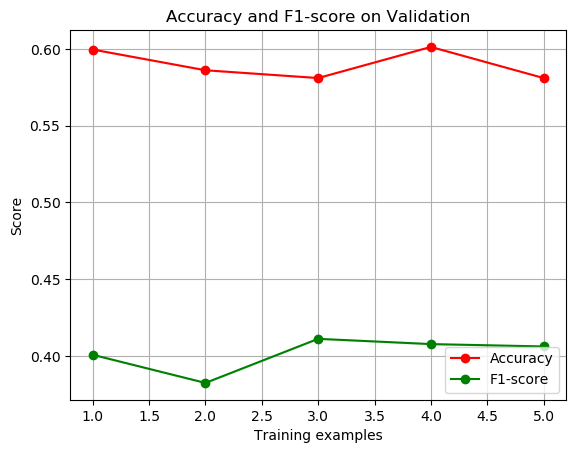 Accuracy and F1-score on Validation
0.60
0.55
0.50
0.45
0.40
Score
1.0 1.5 2.0 2.5 3.0 3.5 4.0 4.5 5.0
Training examples
Accuracy
F1-score